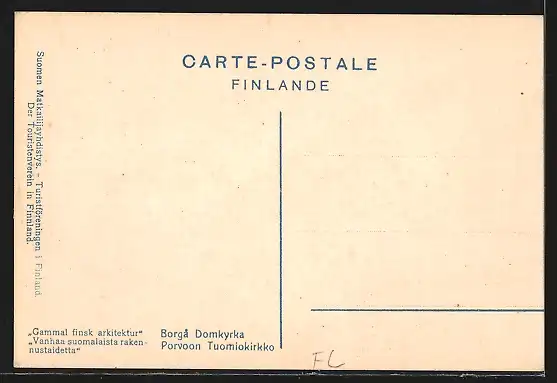 CARTE-POSTALE
FINLANDE
Suomen Matkailijayhdistys. – Turistföreningen i Finland.
Der Touristenverein in Finnland.
„Gammal finsk arkitektur"
„Vanhaa suomalaista raken-
nustaidetta"
Borgå Domkyrka
Porvoon Tuomiokirkko
FL